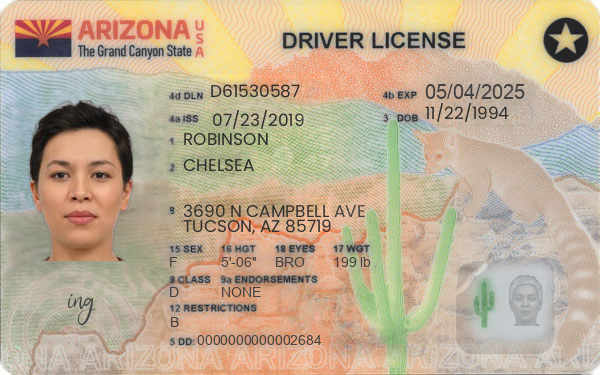 ARIZONA USA
The Grand Canyon State
DRIVER LICENSE
4d DLN D61530587
4b EXP 05/04/2025
4a ISS 07/23/2019
3 DOB 11/22/1994
1 ROBINSON
2 CHELSEA
8 3690 N CAMPBELL AVE
TUCSON, AZ 85719
15 SEX 16 HGT 18 EYES 17 WGT
F 5'-06" BRO 199 lb
9 CLASS 9a ENDORSEMENTS
D NONE
12 RESTRICTIONS
B
5 DD: 0000000000002684
ing
ARIZONA ARIZONA ARIZONA ARIZONA